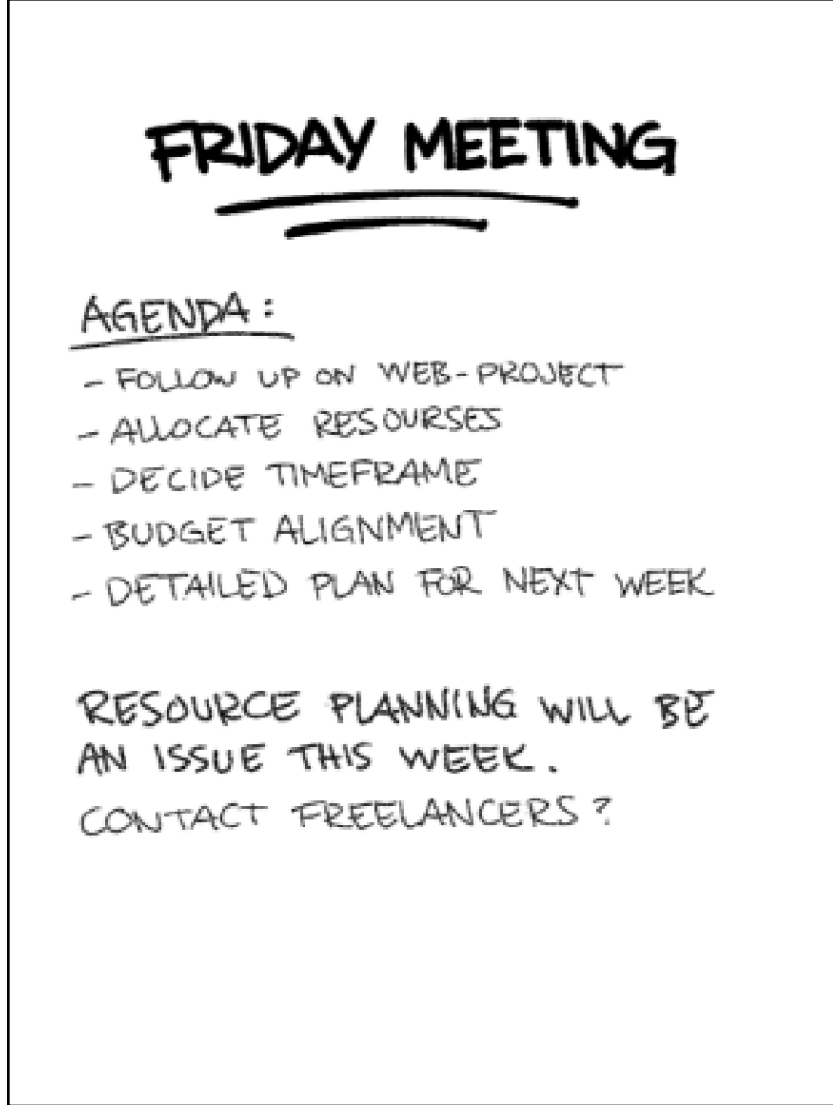 FRIDAY MEETING
AGENDA:
- FOLLOW UP ON WEB-PROJECT
- ALLOCATE RESOURSES
- DECIDE TIMEFRAME
- BUDGET ALIGNMENT
- DETAILED PLAN FOR NEXT WEEK
RESOURCE PLANNING WILL BE
AN ISSUE THIS WEEK.
CONTACT FREELANCERS?